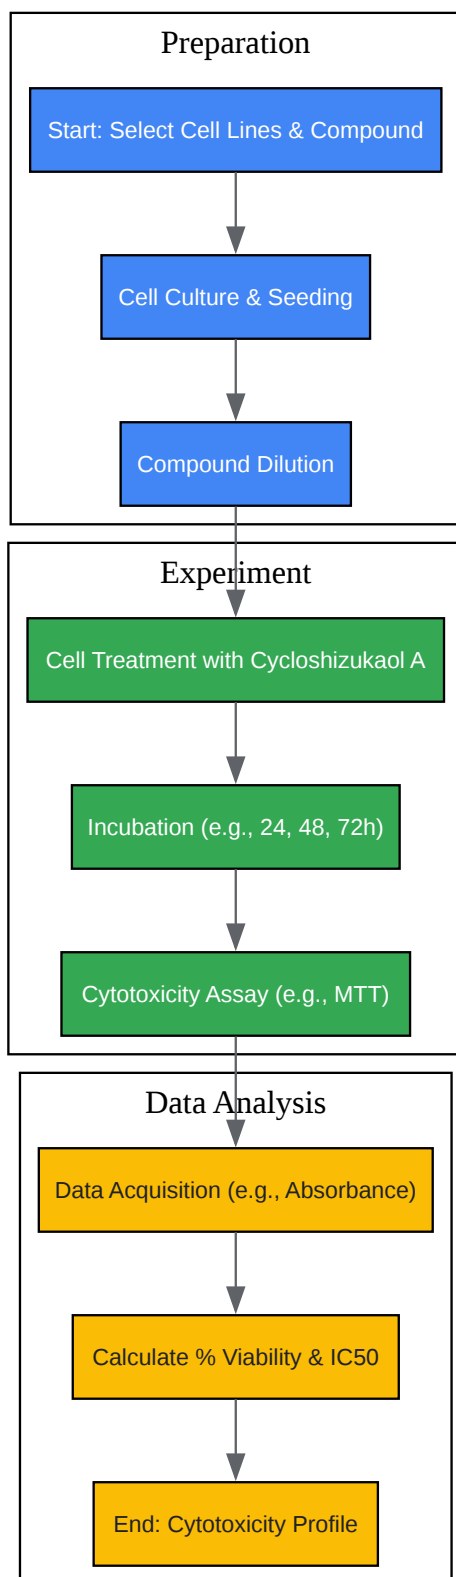 Preparation
Start: Select Cell Lines & Compound
Cell Culture & Seeding
Compound Dilution
Experiment
Cell Treatment with Cycloshizukaol A
Incubation (e.g., 24, 48, 72h)
Cytotoxicity Assay (e.g., MTT)
Data Analysis
Data Acquisition (e.g., Absorbance)
Calculate % Viability & IC50
End: Cytotoxicity Profile